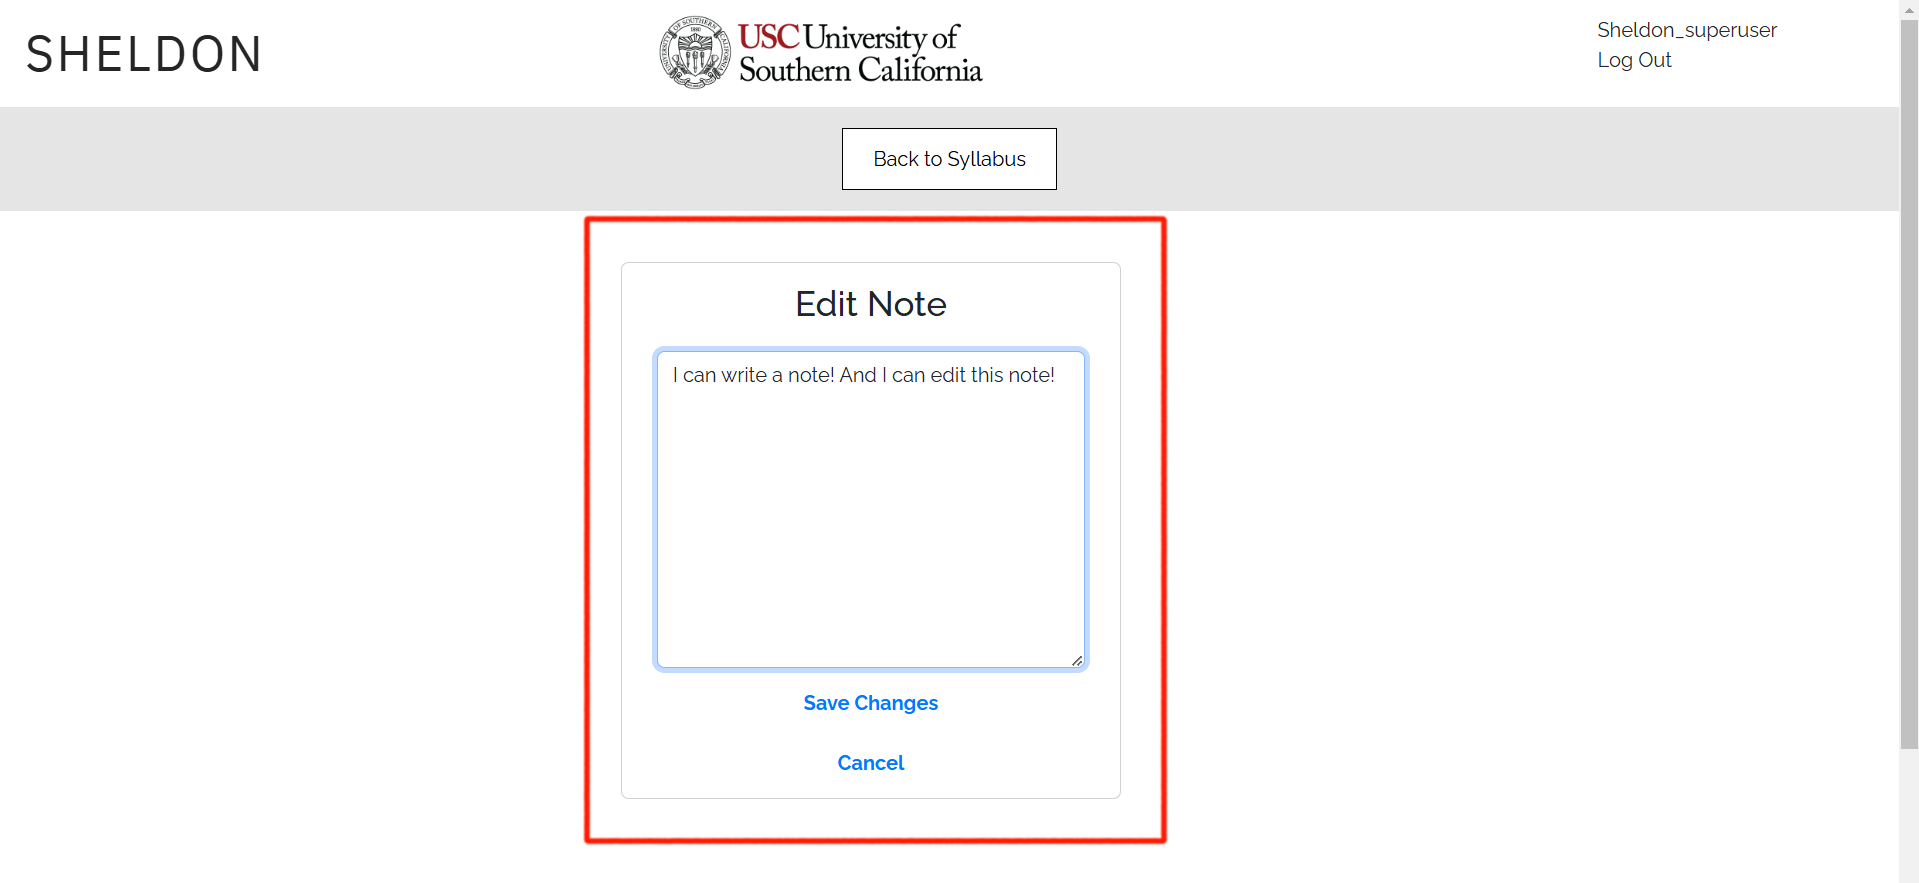 SHELDON
USC University of
Southern California
Sheldon_superuser
Log Out
Back to Syllabus
Edit Note
I can write a note! And I can edit this note!
Save Changes
Cancel